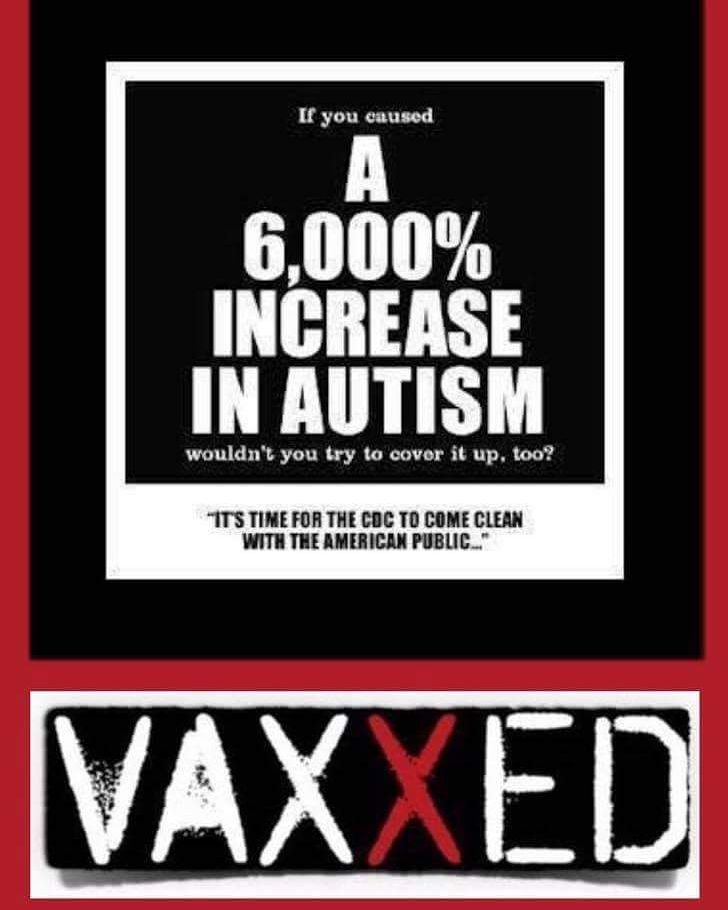 If you caused
A
6,000%
INCREASE
IN AUTISM
wouldn't you try to cover it up, too?
"IT'S TIME FOR THE CDC TO COME CLEAN
WITH THE AMERICAN PUBLIC..."
VAXXED